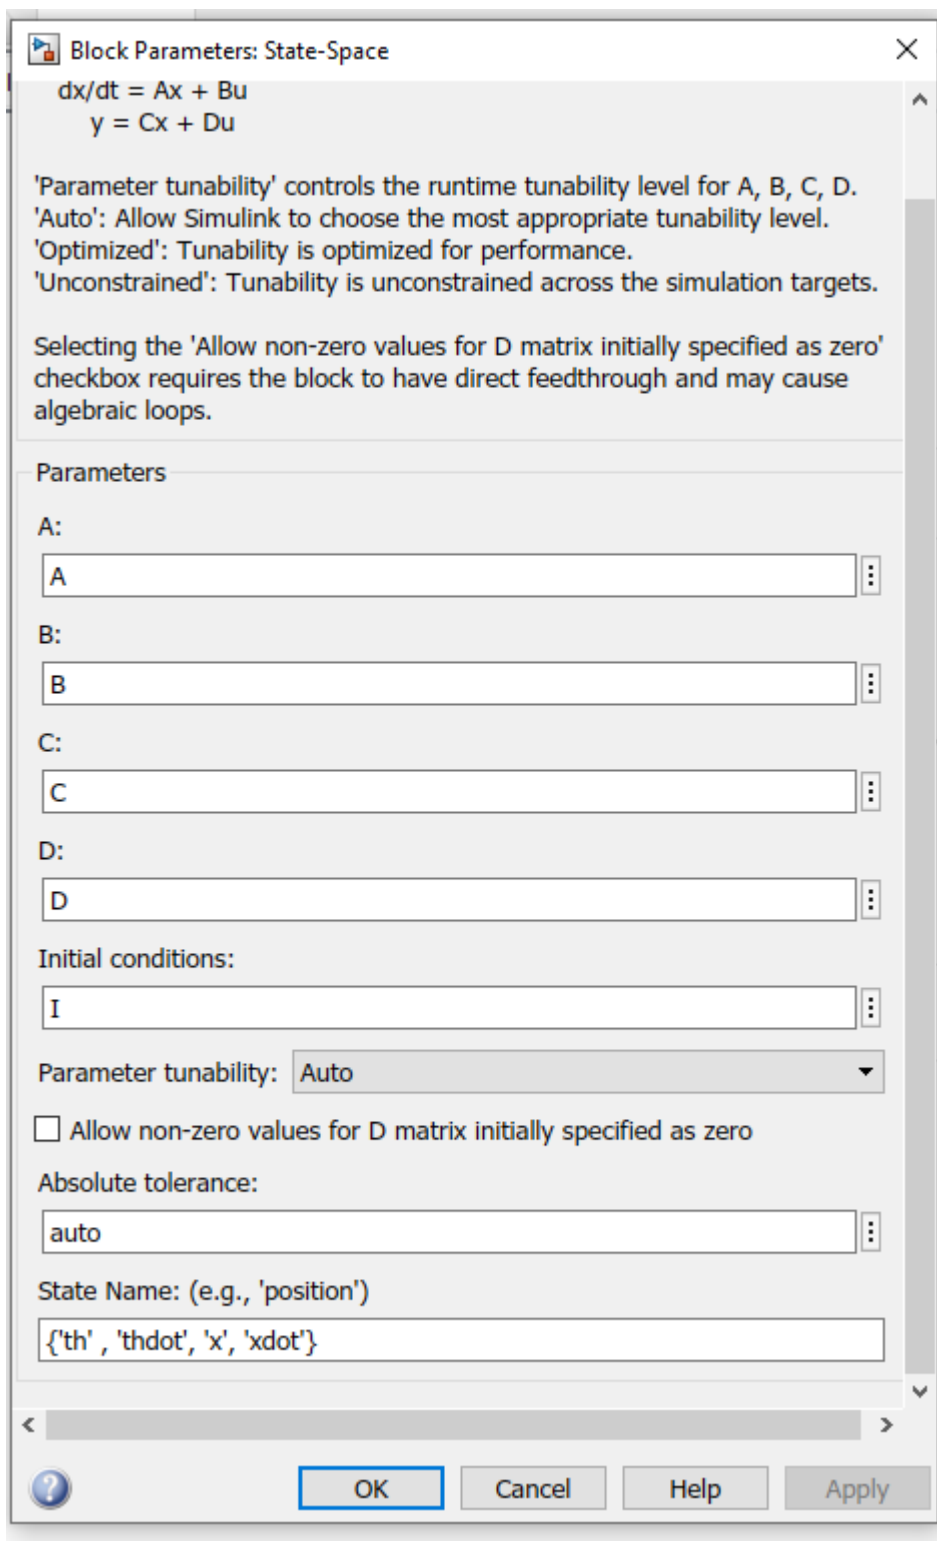 Block Parameters: State-Space
dx/dt = Ax + Bu
y = Cx + Du
'Parameter tunability' controls the runtime tunability level for A, B, C, D.
'Auto': Allow Simulink to choose the most appropriate tunability level.
'Optimized': Tunability is optimized for performance.
'Unconstrained': Tunability is unconstrained across the simulation targets.
Selecting the 'Allow non-zero values for D matrix initially specified as zero'
checkbox requires the block to have direct feedthrough and may cause
algebraic loops.
Parameters
A:
A
B:
B
C:
C
D:
D
Initial conditions:
I
Parameter tunability: Auto
Allow non-zero values for D matrix initially specified as zero
Absolute tolerance:
auto
State Name: (e.g., 'position')
{'th' , 'thdot', 'x', 'xdot'}
OK Cancel Help Apply